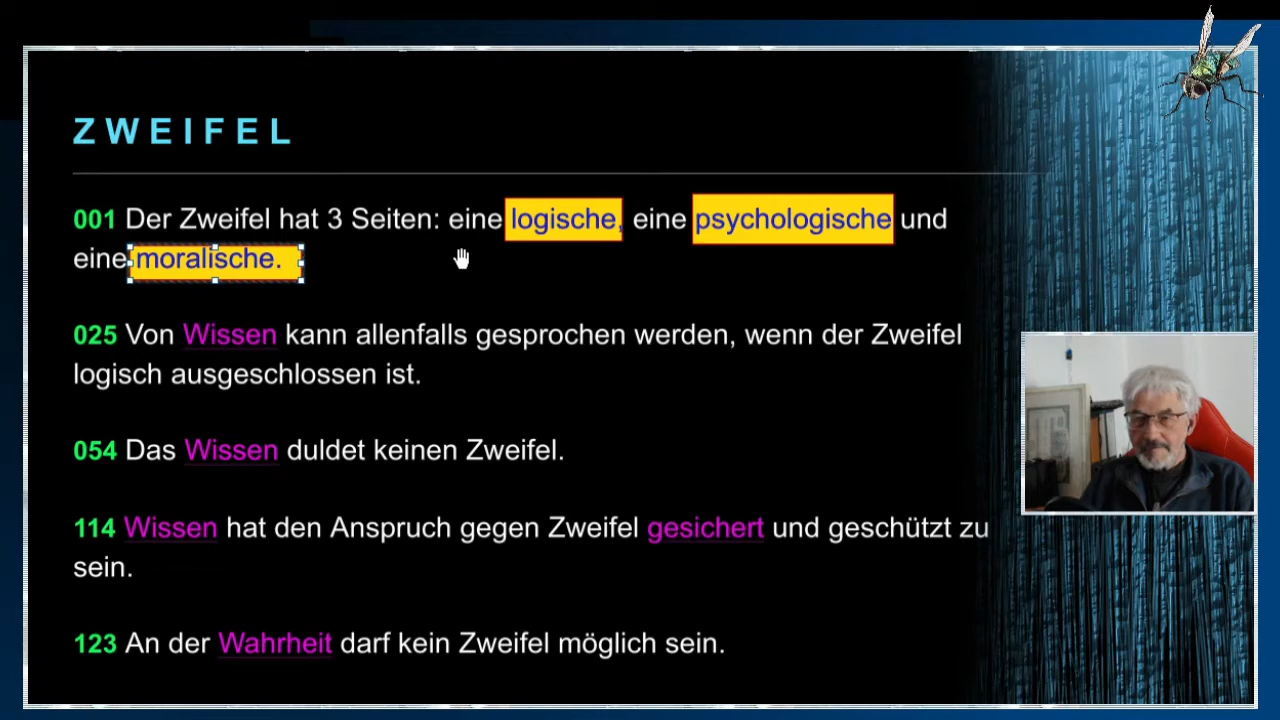 ZWEIFEL
001 Der Zweifel hat 3 Seiten: eine logische, eine psychologische und
eine moralische.
025 Von Wissen kann allenfalls gesprochen werden, wenn der Zweifel
logisch ausgeschlossen ist.
054 Das Wissen duldet keinen Zweifel.
114 Wissen hat den Anspruch gegen Zweifel gesichert und geschützt zu
sein.
123 An der Wahrheit darf kein Zweifel möglich sein.